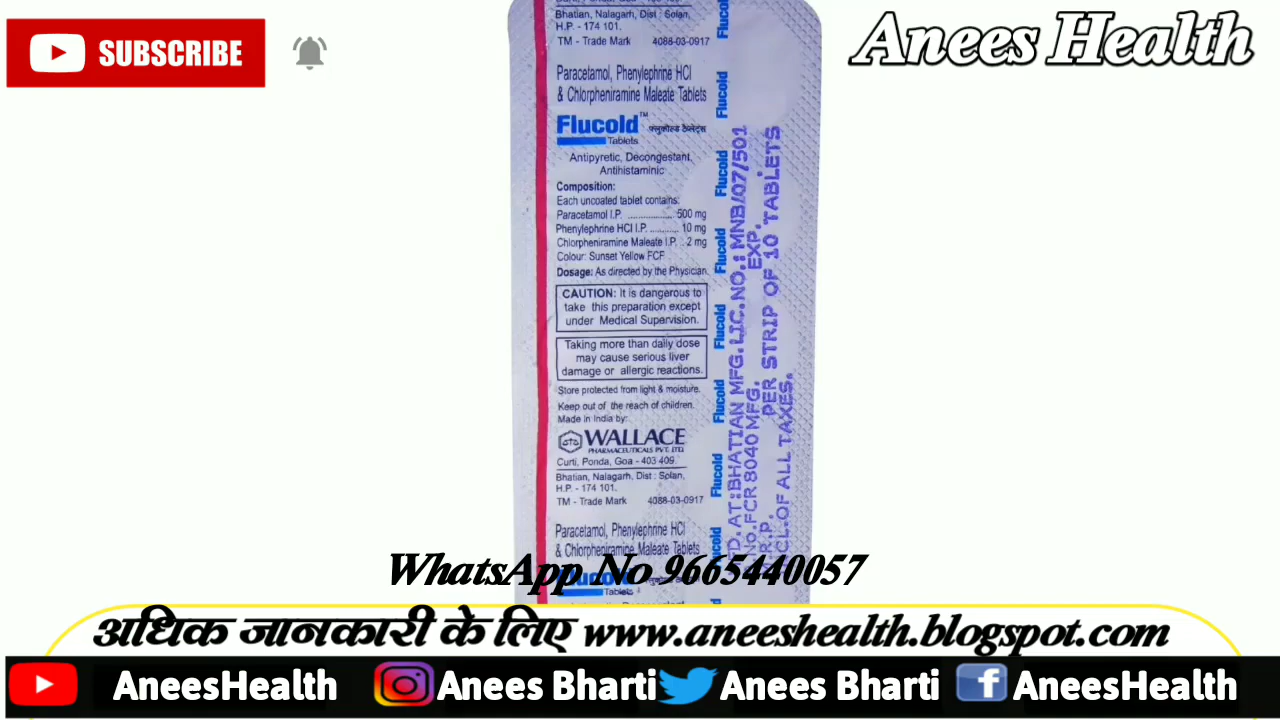 SUBSCRIBE
Anees Health
Bhatian, Nalagarh, Dist : Solan,
H.P. - 174 101.
TM - Trade Mark 4088-03-0917
Paracetamol, Phenylephrine HCl
& Chlorpheniramine Maleate Tablets
Flucold™ फ्लूकोल्ड टैब्लेट्स
Tablets
Antipyretic, Decongestant,
Antihistaminic
Composition:
Each uncoated tablet contains:
Paracetamol I.P. .................. 500 mg
Phenylephrine HCl I.P. ........... 10 mg
Chlorpheniramine Maleate I.P. .. 2 mg
Colour: Sunset Yellow FCF
Dosage: As directed by the Physician.
CAUTION: It is dangerous to
take this preparation except
under Medical Supervision.
Taking more than daily dose
may cause serious liver
damage or allergic reactions.
Store protected from light & moisture.
Keep out of the reach of children.
Made in India by:
WALLACE
PHARMACEUTICALS PVT. LTD.
Curti, Ponda, Goa - 403 409.
Bhatian, Nalagarh, Dist : Solan,
H.P. - 174 101.
TM - Trade Mark 4088-03-0917
Paracetamol, Phenylephrine HCl
& Chlorpheniramine Maleate Tablets
Flucold
Tablets
Flucold
Flucold
Flucold
Flucold
Flucold
Flucold
Flucold
Flucold
AT:BHATIAN MFG.LIC.NO.: MNB/07/501
No.FCR 8040 MFG. EXP.
PER STRIP OF 10 TABLETS
OF ALL TAXES.
WhatsApp No 9665440057
अधिक जानकारी के लिए www.aneeshealth.blogspot.com
AneesHealth Anees Bharti Anees Bharti AneesHealth